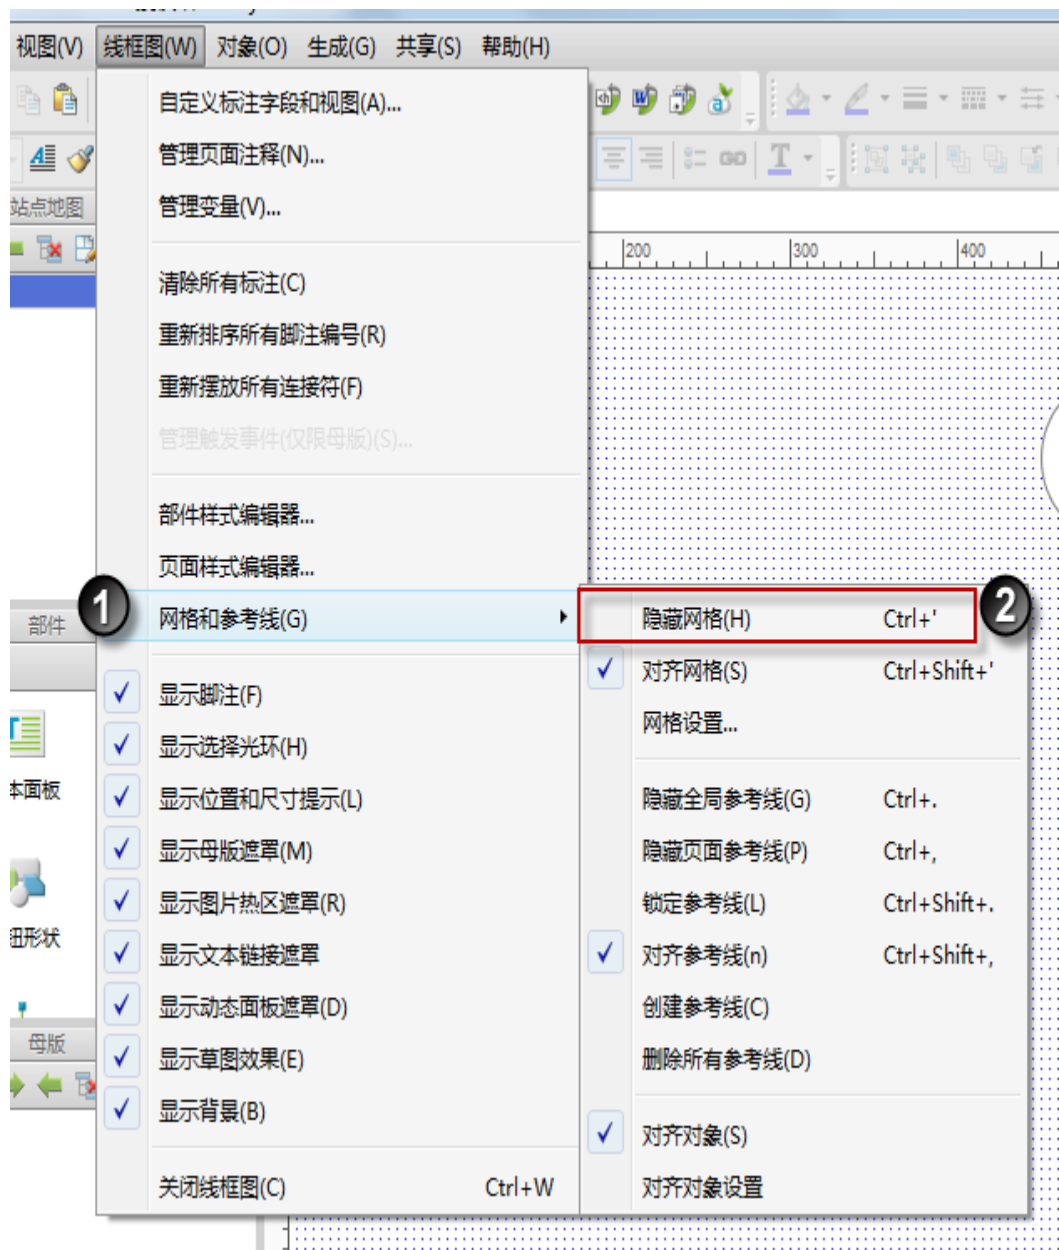 视图(V) 线框图(W) 对象(O) 生成(G) 共享(S) 帮助(H)
自定义标注字段和视图(A)...
管理页面注释(N)...
管理变量(V)...
站点地图
200 300 400
清除所有标注(C)
重新排序所有脚注编号(R)
重新摆放所有连接符(F)
管理触发事件(仅限母版)(S)...
部件样式编辑器...
页面样式编辑器...
1 网格和参考线(G) 隐藏网格(H) Ctrl+' 2
部件
对齐网格(S) Ctrl+Shift+'
显示脚注(F)
网格设置...
显示选择光环(H)
本面板
显示位置和尺寸提示(L) 隐藏全局参考线(G) Ctrl+.
显示母版遮罩(M) 隐藏页面参考线(P) Ctrl+,
显示图片热区遮罩(R) 锁定参考线(L) Ctrl+Shift+.
钮形状
显示文本链接遮罩 对齐参考线(n) Ctrl+Shift+,
显示动态面板遮罩(D) 创建参考线(C)
母版
显示草图效果(E) 删除所有参考线(D)
显示背景(B)
对齐对象(S)
关闭线框图(C) Ctrl+W 对齐对象设置